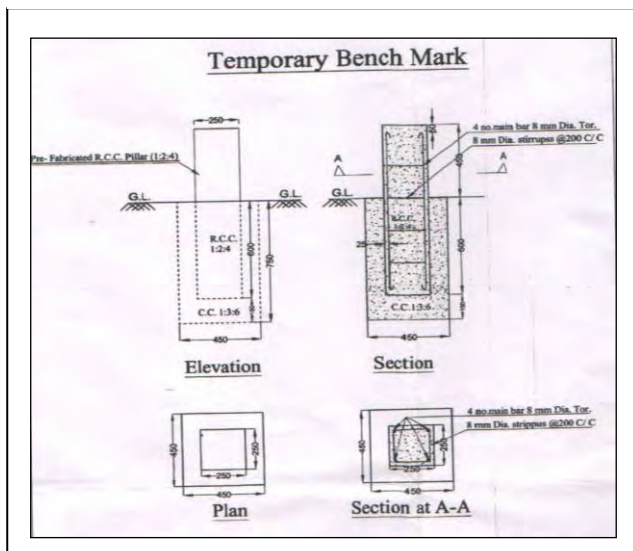 Temporary Bench Mark
250
Pre- Fabricated R.C.C. Pillar (1:2:4)
G.L.
G.L.
R.C.C.
1:2:4
600
750
C.C. 1:3:6
450
Elevation
4 no.main bar 8 mm Dia. Tor.
8 mm Dia. stirrupss @200 C/ C
A
A
R.C.C.
25
600
C.C. 1:3:6
450
Section
450
250
250
450
Plan
4 no.main bar 8 mm Dia. Tor.
8 mm Dia. strippus @200 C/ C
450
250
250
450
Section at A-A